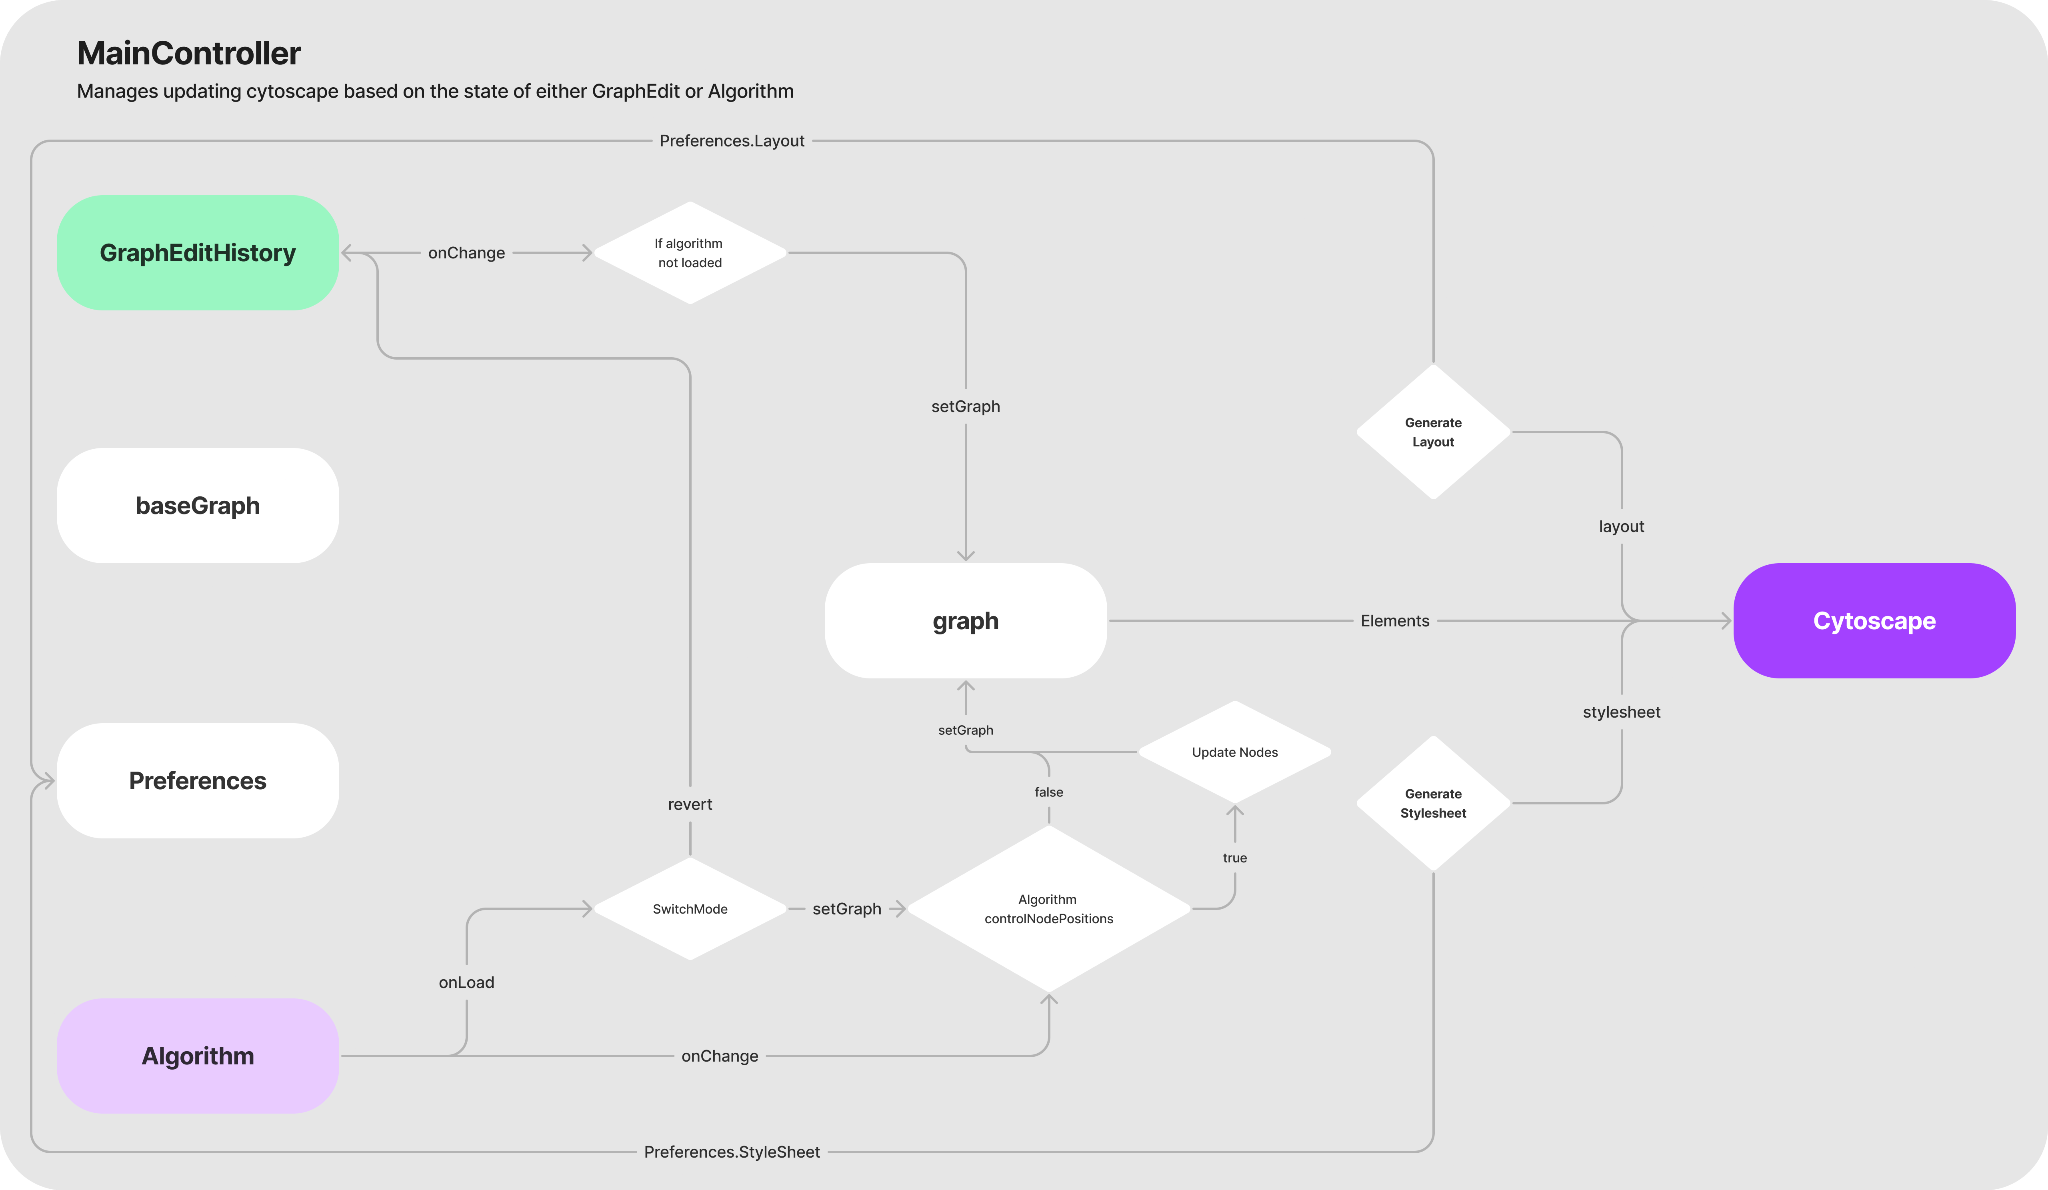 MainController
Manages updating cytoscape based on the state of either GraphEdit or Algorithm
Preferences.Layout
GraphEditHistory
onChange
If algorithm
not loaded
setGraph
Generate
Layout
baseGraph
layout
graph
Elements
Cytoscape
stylesheet
setGraph
Update Nodes
Preferences
false
Generate
Stylesheet
revert
true
SwitchMode
setGraph
Algorithm
controlNodePositions
onLoad
Algorithm
onChange
Preferences.StyleSheet